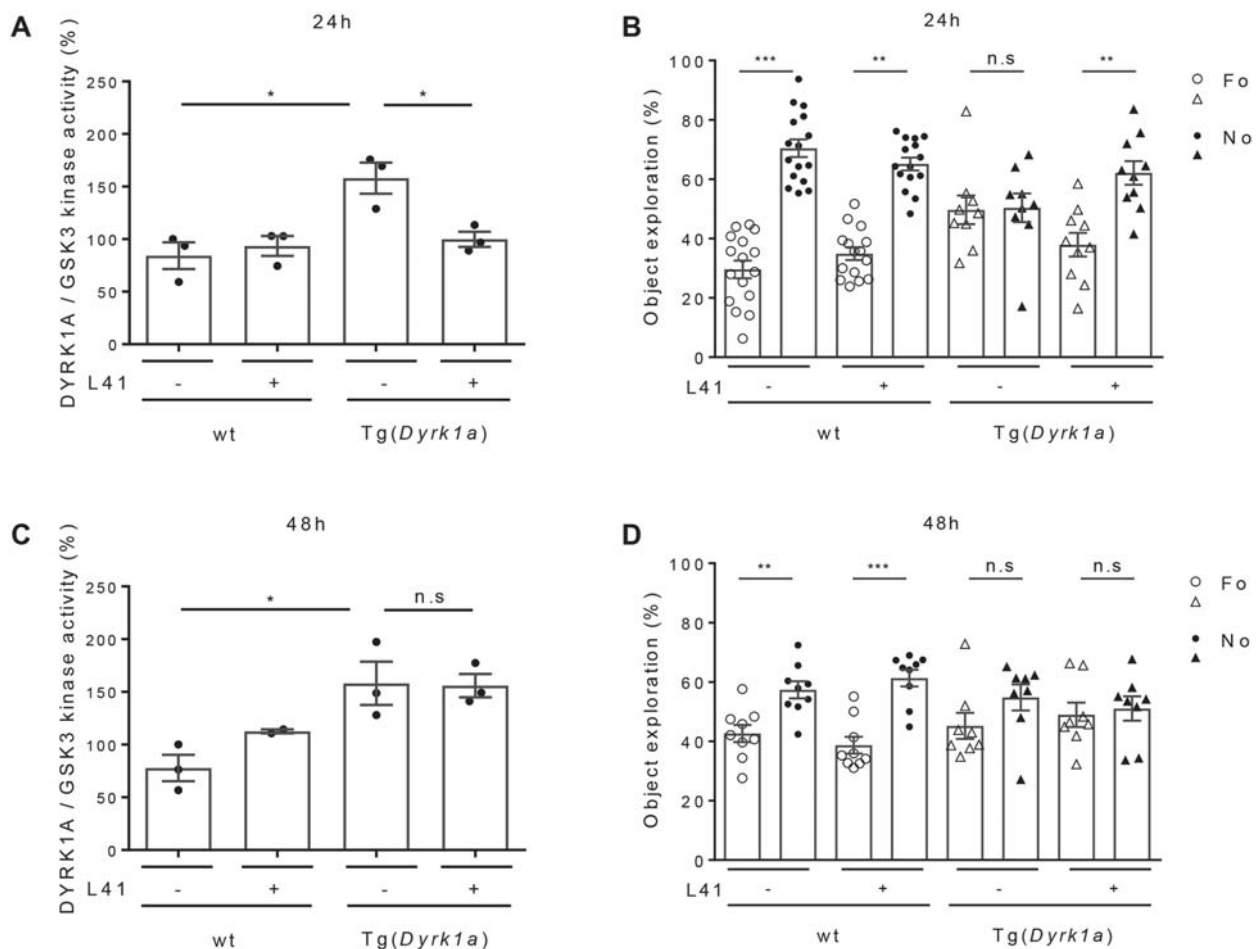 A
24h
DYRK1A / GSK3 kinase activity (%)
250
200
150
100
50
0
*
*
L41 - + - +
wt Tg(Dyrk1a)
B
24h
Object exploration (%)
100
80
60
40
20
0
*** ** n.s **
Fo
No
L41 - + - +
wt Tg(Dyrk1a)
C
48h
DYRK1A / GSK3 kinase activity (%)
250
200
150
100
50
0
* n.s
L41 - + - +
wt Tg(Dyrk1a)
D
48h
Object exploration (%)
100
80
60
40
20
0
** *** n.s n.s
Fo
No
L41 - + - +
wt Tg(Dyrk1a)